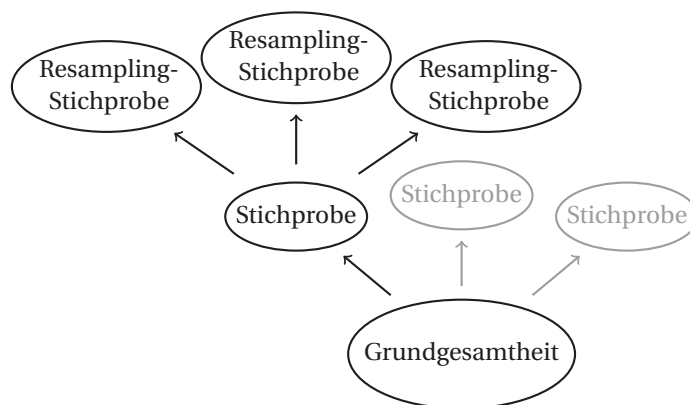 Resampling-
Stichprobe
Resampling-
Stichprobe
Resampling-
Stichprobe
Stichprobe
Stichprobe
Stichprobe
Grundgesamtheit